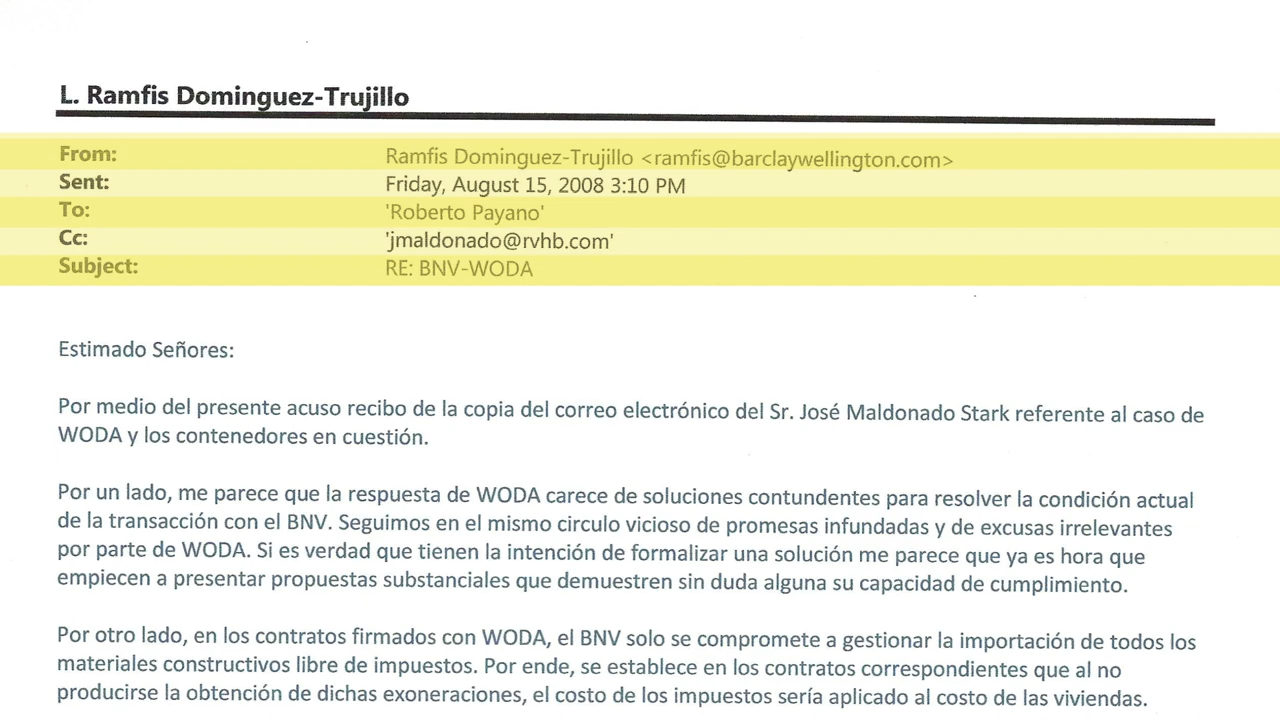 L. Ramfis Dominguez-Trujillo
From: Ramfis Dominguez-Trujillo <ramfis@barclaywellington.com>
Sent: Friday, August 15, 2008 3:10 PM
To: 'Roberto Payano'
Cc: 'jmaldonado@rvhb.com'
Subject: RE: BNV-WODA
Estimado Señores:
Por medio del presente acuso recibo de la copia del correo electrónico del Sr. José Maldonado Stark referente al caso de
WODA y los contenedores en cuestión.
Por un lado, me parece que la respuesta de WODA carece de soluciones contundentes para resolver la condición actual
de la transacción con el BNV. Seguimos en el mismo circulo vicioso de promesas infundadas y de excusas irrelevantes
por parte de WODA. Si es verdad que tienen la intención de formalizar una solución me parece que ya es hora que
empiecen a presentar propuestas substanciales que demuestren sin duda alguna su capacidad de cumplimiento.
Por otro lado, en los contratos firmados con WODA, el BNV solo se compromete a gestionar la importación de todos los
materiales constructivos libre de impuestos. Por ende, se establece en los contratos correspondientes que al no
producirse la obtención de dichas exoneraciones, el costo de los impuestos sería aplicado al costo de las viviendas.